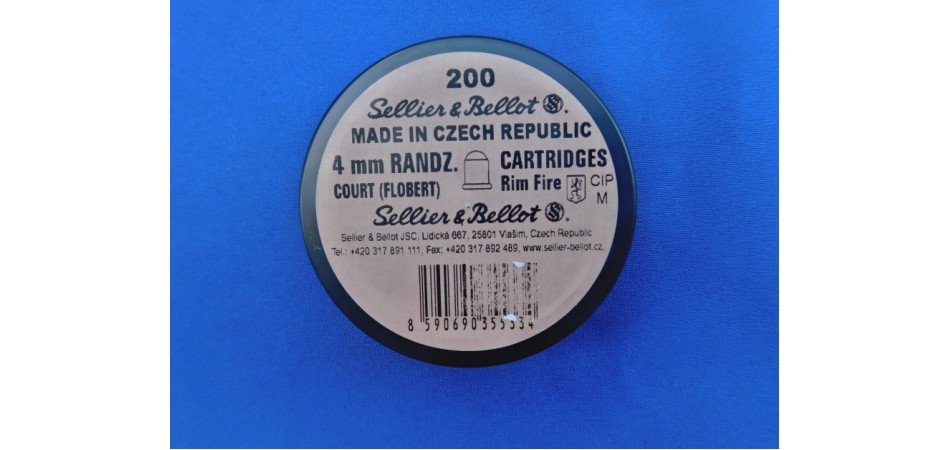 200
Sellier & Bellot S&B.
MADE IN CZECH REPUBLIC
4 mm RANDZ. CARTRIDGES
COURT (FLOBERT) Rim Fire CIP
M
Sellier & Bellot S&B.
Sellier & Bellot JSC, Lidická 667, 25801 Vlašim, Czech Republic
Tel.: +420 317 891 111, Fax: +420 317 892 489, www.sellier-bellot.cz.
8 590690 355334